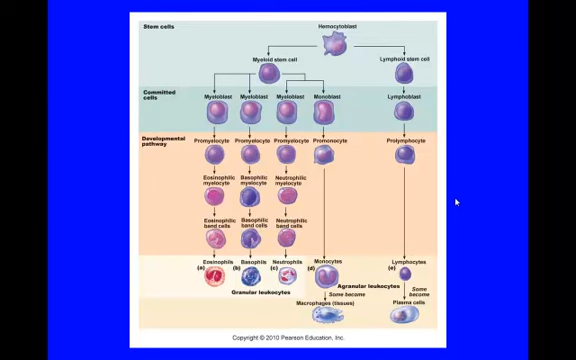 Stem cells
Hemocytoblast
Myeloid stem cell
Lymphoid stem cell
Committed
cells
Myeloblast Myeloblast Myeloblast Monoblast Lymphoblast
Developmental
pathway
Promyelocyte Promyelocyte Promyelocyte Promonocyte Prolymphocyte
Eosinophilic
myelocyte
Basophilic
myelocyte
Neutrophilic
myelocyte
Eosinophilic
band cells
Basophilic
band cells
Neutrophilic
band cells
Eosinophils
(a)
Basophils
(b)
Neutrophils
(c)
Monocytes
(d)
Lymphocytes
(e)
Granular leukocytes
Agranular leukocytes
Some become
Some
become
Macrophages (tissues)
Plasma cells
Copyright © 2010 Pearson Education, Inc.